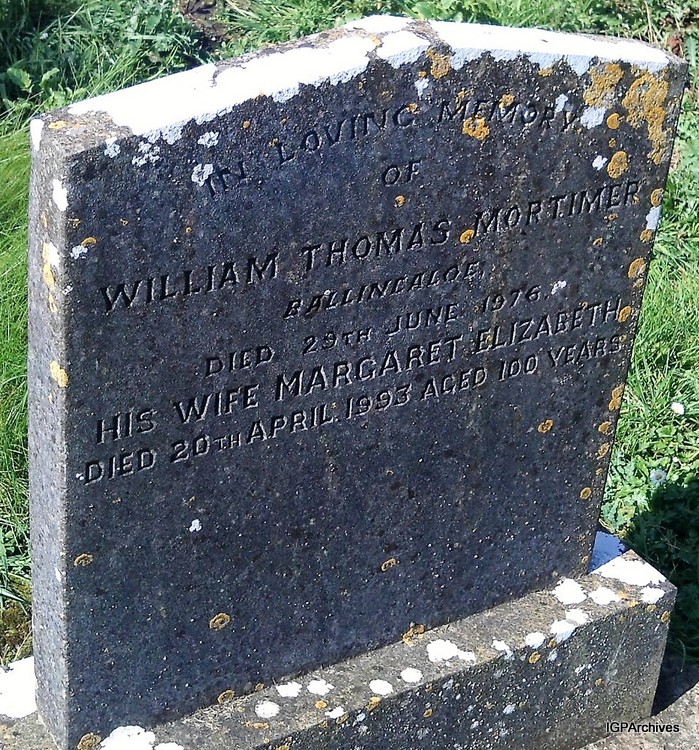 IN LOVING MEMORY
OF
WILLIAM THOMAS MORTIMER
BALLINEALOE.
DIED 29TH JUNE. 1976.
HIS WIFE MARGARET ELIZABETH
DIED 20TH APRIL. 1993 AGED 100 YEARS
IGPArchives